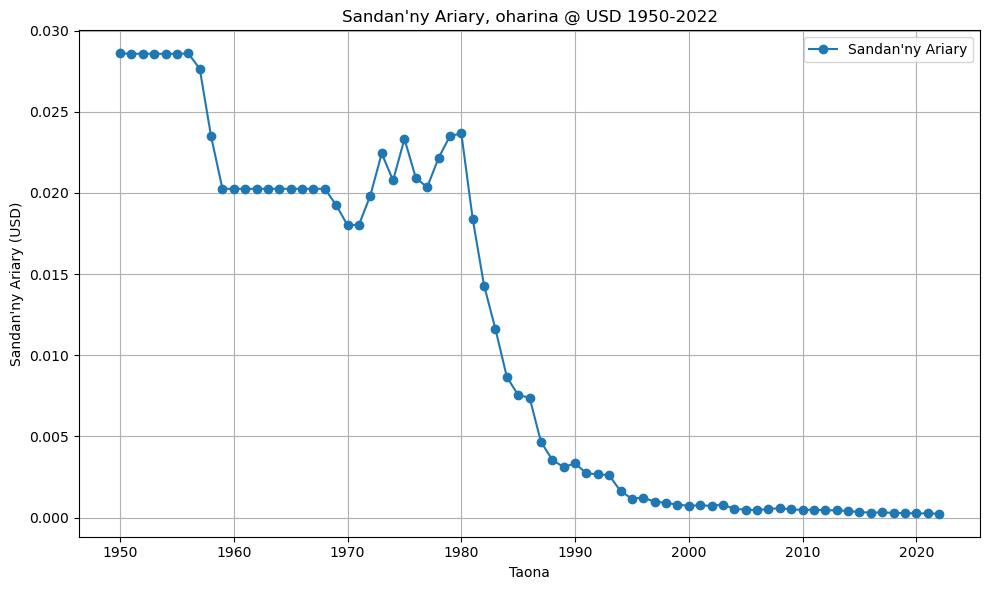 Sandan'ny Ariary, oharina @ USD 1950-2022
Sandan'ny Ariary
Sandan'ny Ariary (USD)
0.030
0.025
0.020
0.015
0.010
0.005
0.000
1950 1960 1970 1980 1990 2000 2010 2020
Taona